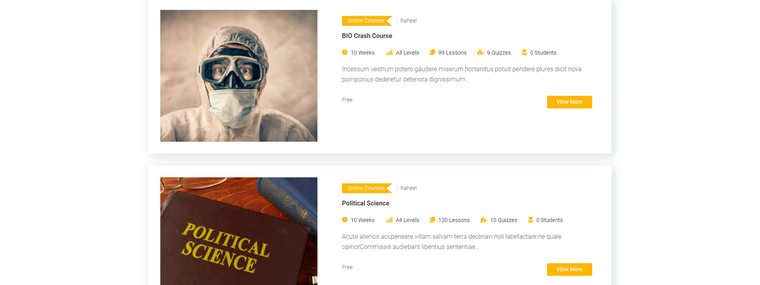 Online Courses
Raheel
BIO Crash Course
10 Weeks All Levels 99 Lessons 9 Quizzes 0 Students
Incessum vestrum potero gaudere miserum hortandus potuit pendere plures dicit nova
pomponius dederetur deteriora dignissimum...
Free
View More
POLITICAL
SCIENCE
Online Courses
Raheel
Political Science
10 Weeks All Levels 120 Lessons 10 Quizzes 0 Students
Acute alienos acupensere villam salvam terra declinavi noli labefactare ne quale
opinorCommissis audiebant libentius sententiae...
Free
View More